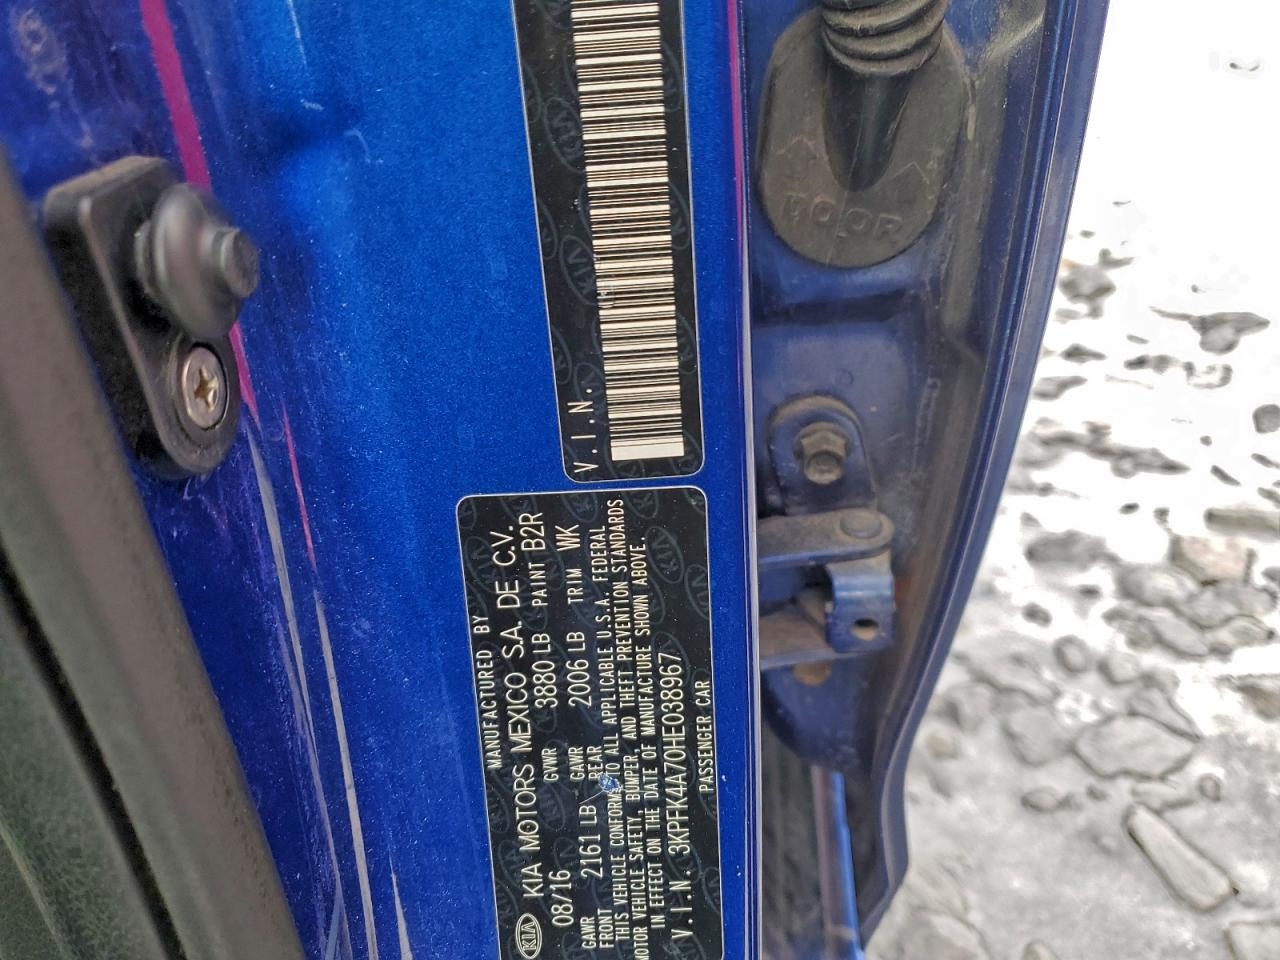 V.I.N.
MANUFACTURED BY
KIA KIA MOTORS MEXICO S.A. DE C.V.
08/16 GVWR 3880 LB PAINT B2R
GAWR FRONT 2161 LB GAWR REAR 2006 LB TRIM WK
THIS VEHICLE CONFORMS TO ALL APPLICABLE U.S.A. FEDERAL
MOTOR VEHICLE SAFETY, BUMPER, AND THEFT PREVENTION STANDARDS
IN EFFECT ON THE DATE OF MANUFACTURE SHOWN ABOVE.
V.I.N. 3KPFK4A70HE038967
PASSENGER CAR
DOOR